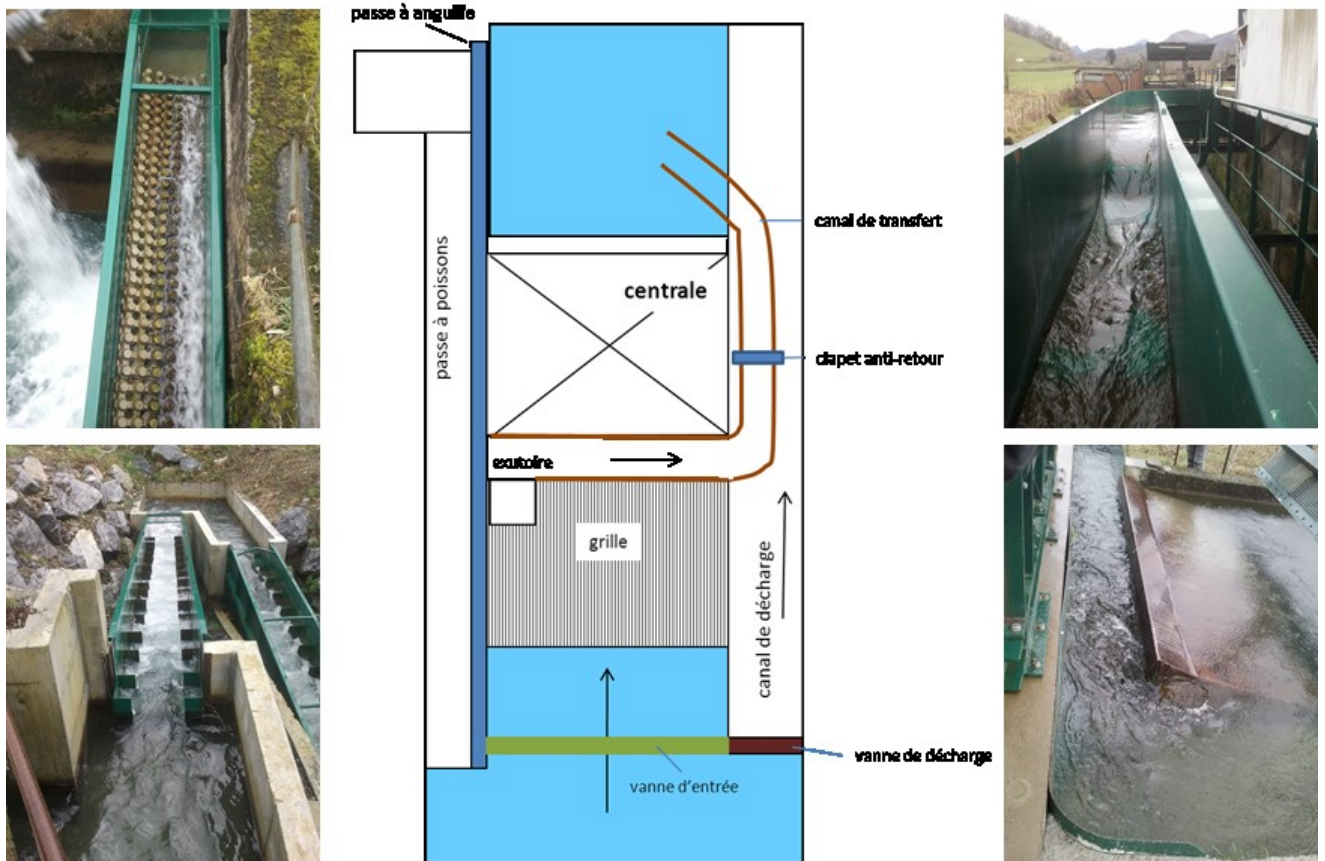 passe à anguille
passe à poissons
canal de transfert
centrale
clapet anti-retour
exutoire
grille
canal de décharge
vanne de décharge
vanne d'entrée